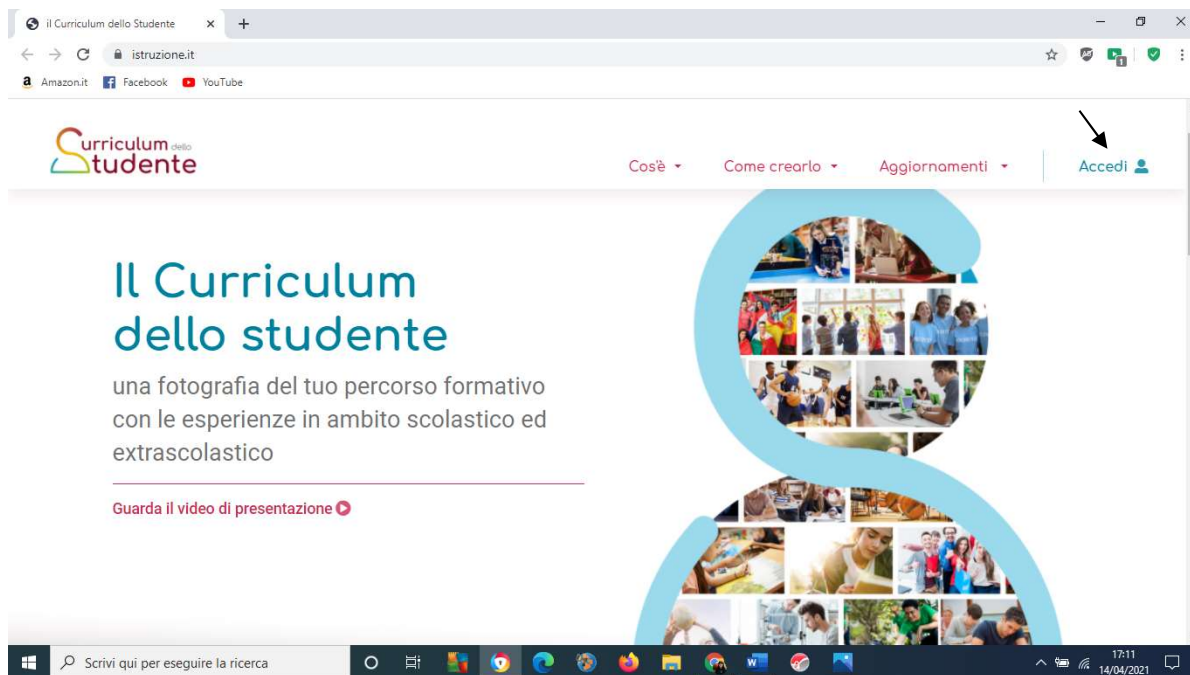 il Curriculum dello Studente
istruzione.it
Amazon.it Facebook YouTube
Curriculum dello
Studente
Cos'è Come crearlo Aggiornamenti Accedi
Il Curriculum
dello studente
una fotografia del tuo percorso formativo
con le esperienze in ambito scolastico ed
extrascolastico
Guarda il video di presentazione
Scrivi qui per eseguire la ricerca
17:11
14/04/2021